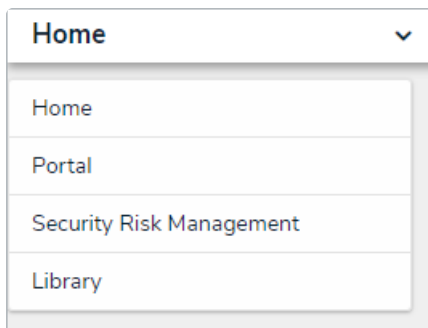 Home
Home
Portal
Security Risk Management
Library